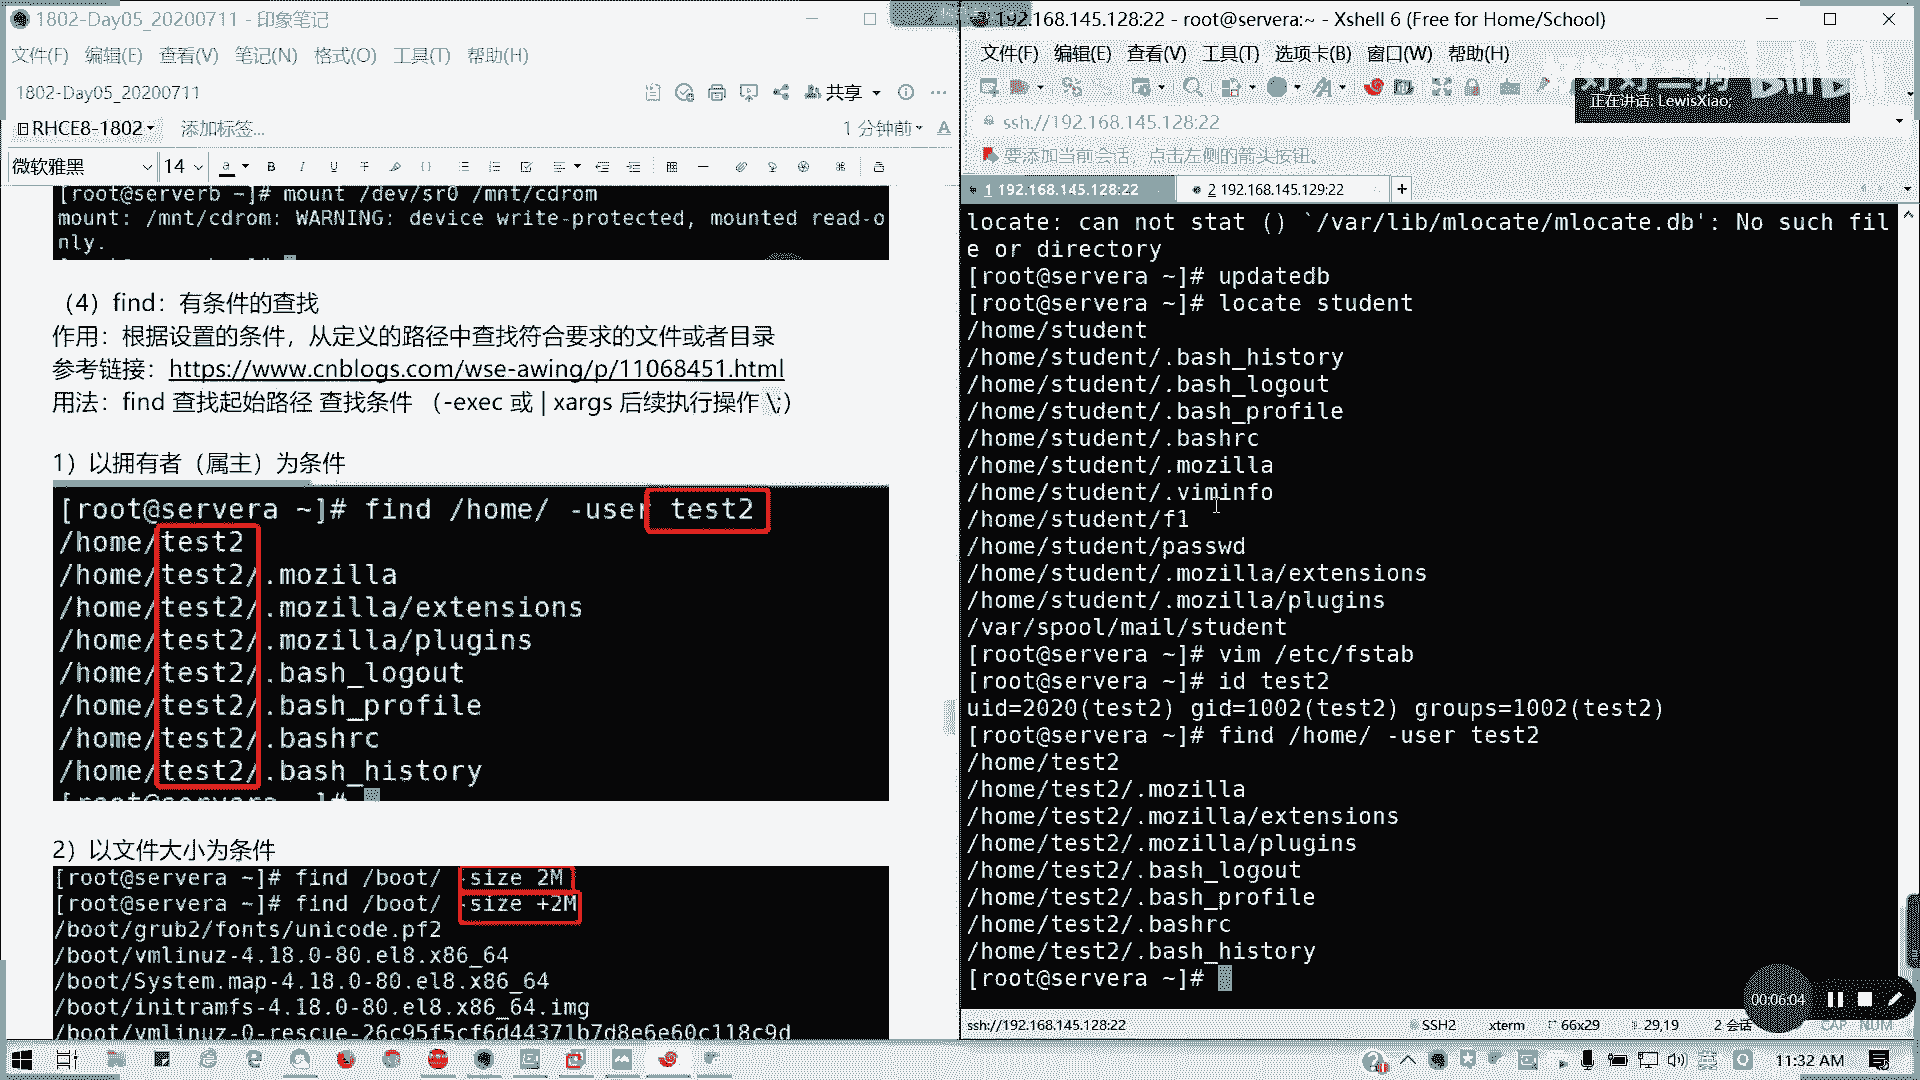 1802-Day05_20200711 - 印象笔记
文件(F) 编辑(E) 查看(V) 笔记(N) 格式(O) 工具(T) 帮助(H)
1802-Day05_20200711
共享
RHCE8-1802 添加标签...
1 分钟前
微软雅黑 14
[root@serverb ~]# mount /dev/sr0 /mnt/cdrom
mount: /mnt/cdrom: WARNING: device write-protected, mounted read-o
nly.
（4）find：有条件的查找
作用：根据设置的条件，从定义的路径中查找符合要求的文件或者目录
参考链接：https://www.cnblogs.com/wse-awing/p/11068451.html
用法：find 查找起始路径 查找条件 （-exec 或 | xargs 后续执行操作 \;）
1）以拥有者（属主）为条件
[root@servera ~]# find /home/ -user test2
/home/test2
/home/test2/.mozilla
/home/test2/.mozilla/extensions
/home/test2/.mozilla/plugins
/home/test2/.bash_logout
/home/test2/.bash_profile
/home/test2/.bashrc
/home/test2/.bash_history
[root@servera ~]#
2）以文件大小为条件
[root@servera ~]# find /boot/ -size 2M
[root@servera ~]# find /boot/ -size +2M
/boot/grub2/fonts/unicode.pf2
/boot/vmlinuz-4.18.0-80.el8.x86_64
/boot/System.map-4.18.0-80.el8.x86_64
/boot/initramfs-4.18.0-80.el8.x86_64.img
/boot/vmlinuz-0-rescue-26c95f5cf6d44371b7d8e6e60c118c9d
192.168.145.128:22 - root@servera:~ - Xshell 6 (Free for Home/School)
文件(F) 编辑(E) 查看(V) 工具(T) 选项卡(B) 窗口(W) 帮助(H)
正在讲话: LewisXiao;
ssh://192.168.145.128:22
要添加当前会话，点击左侧的箭头按钮。
1 192.168.145.128:22
2 192.168.145.129:22
locate: can not stat () `/var/lib/mlocate/mlocate.db': No such fil
e or directory
[root@servera ~]# updatedb
[root@servera ~]# locate student
/home/student
/home/student/.bash_history
/home/student/.bash_logout
/home/student/.bash_profile
/home/student/.bashrc
/home/student/.mozilla
/home/student/.viminfo
/home/student/f1
/home/student/passwd
/home/student/.mozilla/extensions
/home/student/.mozilla/plugins
/var/spool/mail/student
[root@servera ~]# vim /etc/fstab
[root@servera ~]# id test2
uid=2020(test2) gid=1002(test2) groups=1002(test2)
[root@servera ~]# find /home/ -user test2
/home/test2
/home/test2/.mozilla
/home/test2/.mozilla/extensions
/home/test2/.mozilla/plugins
/home/test2/.bash_logout
/home/test2/.bash_profile
/home/test2/.bashrc
/home/test2/.bash_history
[root@servera ~]#
00:06:04
ssh://192.168.145.128:22 SSH2 xterm 66x29 29,19 2 会话 CAP NUM
英
11:32 AM